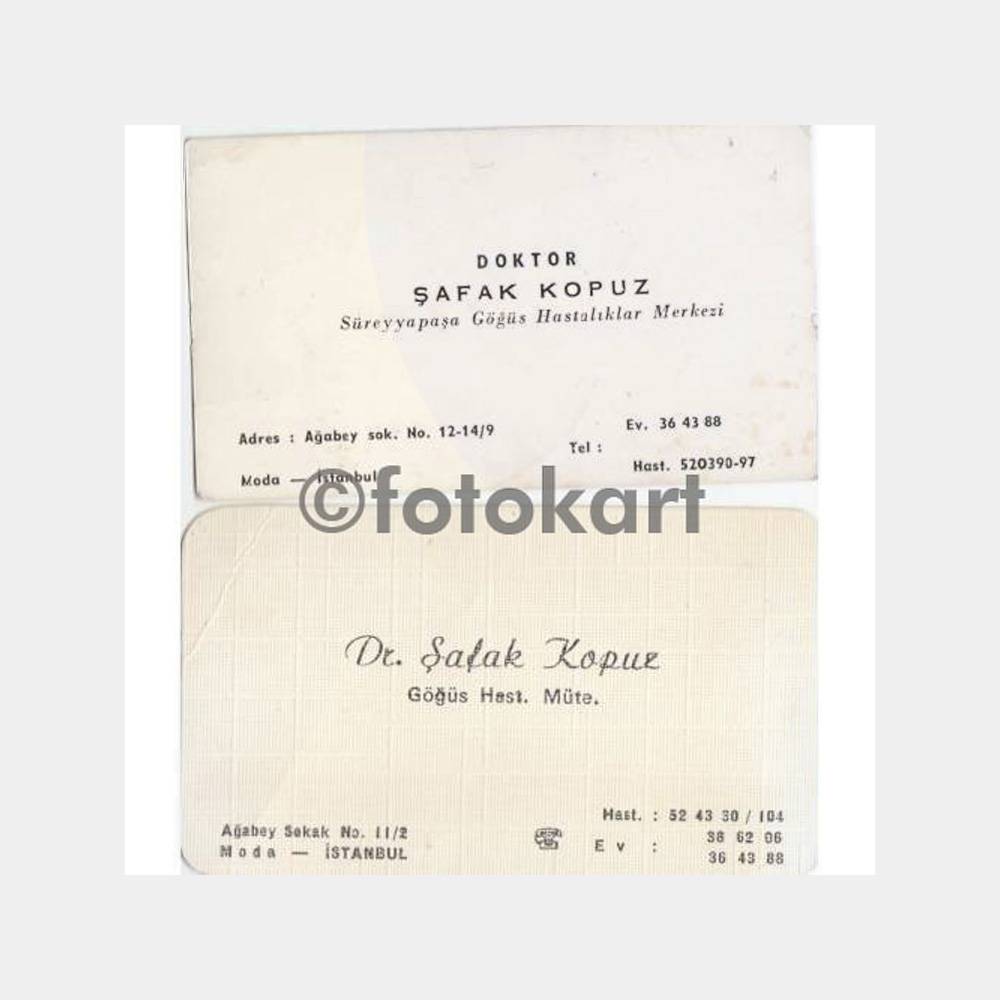 DOKTOR
ŞAFAK KOPUZ
Süreyyapaşa Göğüs Hastalıklar Merkezi
Adres : Ağabey sok. No. 12-14/9
Moda — İstanbul
Ev. 36 43 88
Tel :
Hast. 520390-97
©fotokart
Dr. Şafak Kopuz
Göğüs Hast. Müte.
Ağabey Sokak No. 11/2
Moda — İSTANBUL
Hast. : 52 43 30 / 104
Ev : 38 62 06
36 43 88